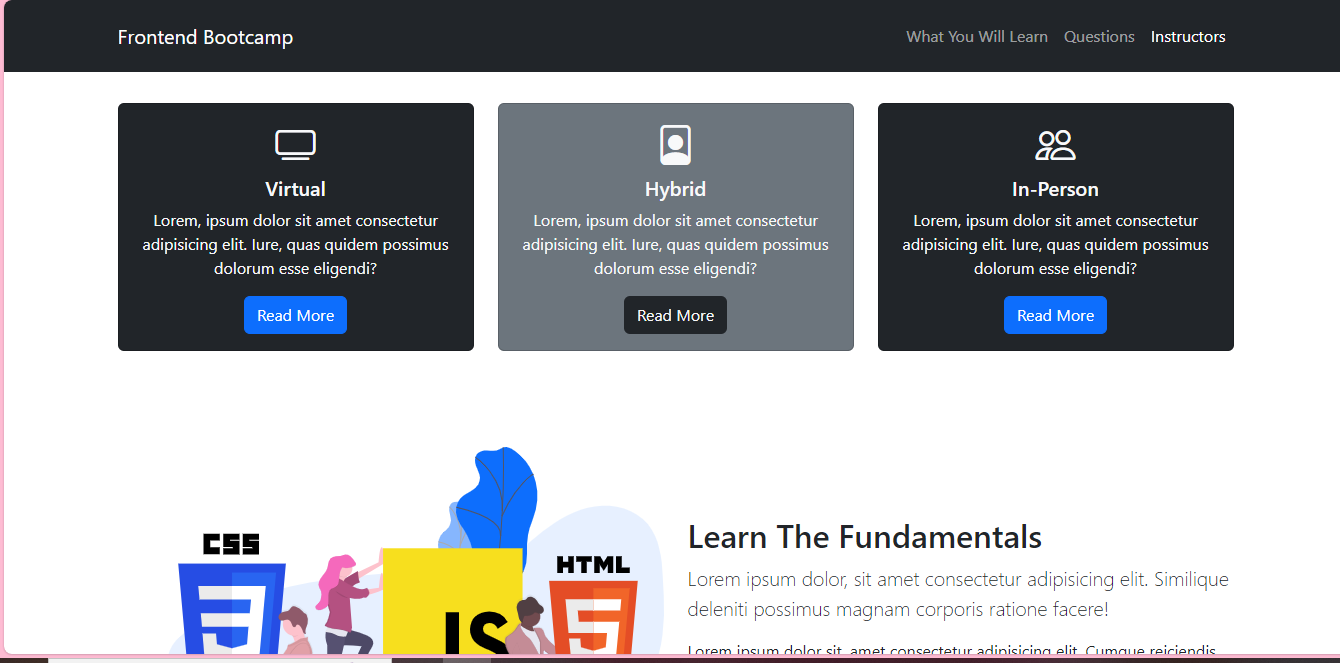 Frontend Bootcamp
What You Will Learn Questions Instructors
Virtual
Lorem, ipsum dolor sit amet consectetur
adipisicing elit. Iure, quas quidem possimus
dolorum esse eligendi?
Read More
Hybrid
Lorem, ipsum dolor sit amet consectetur
adipisicing elit. Iure, quas quidem possimus
dolorum esse eligendi?
Read More
In-Person
Lorem, ipsum dolor sit amet consectetur
adipisicing elit. Iure, quas quidem possimus
dolorum esse eligendi?
Read More
CSS
JS
HTML
Learn The Fundamentals
Lorem ipsum dolor, sit amet consectetur adipisicing elit. Similique
deleniti possimus magnam corporis ratione facere!
Lorem ipsum dolor sit, amet consectetur adipisicing elit. Cumque reiciendis